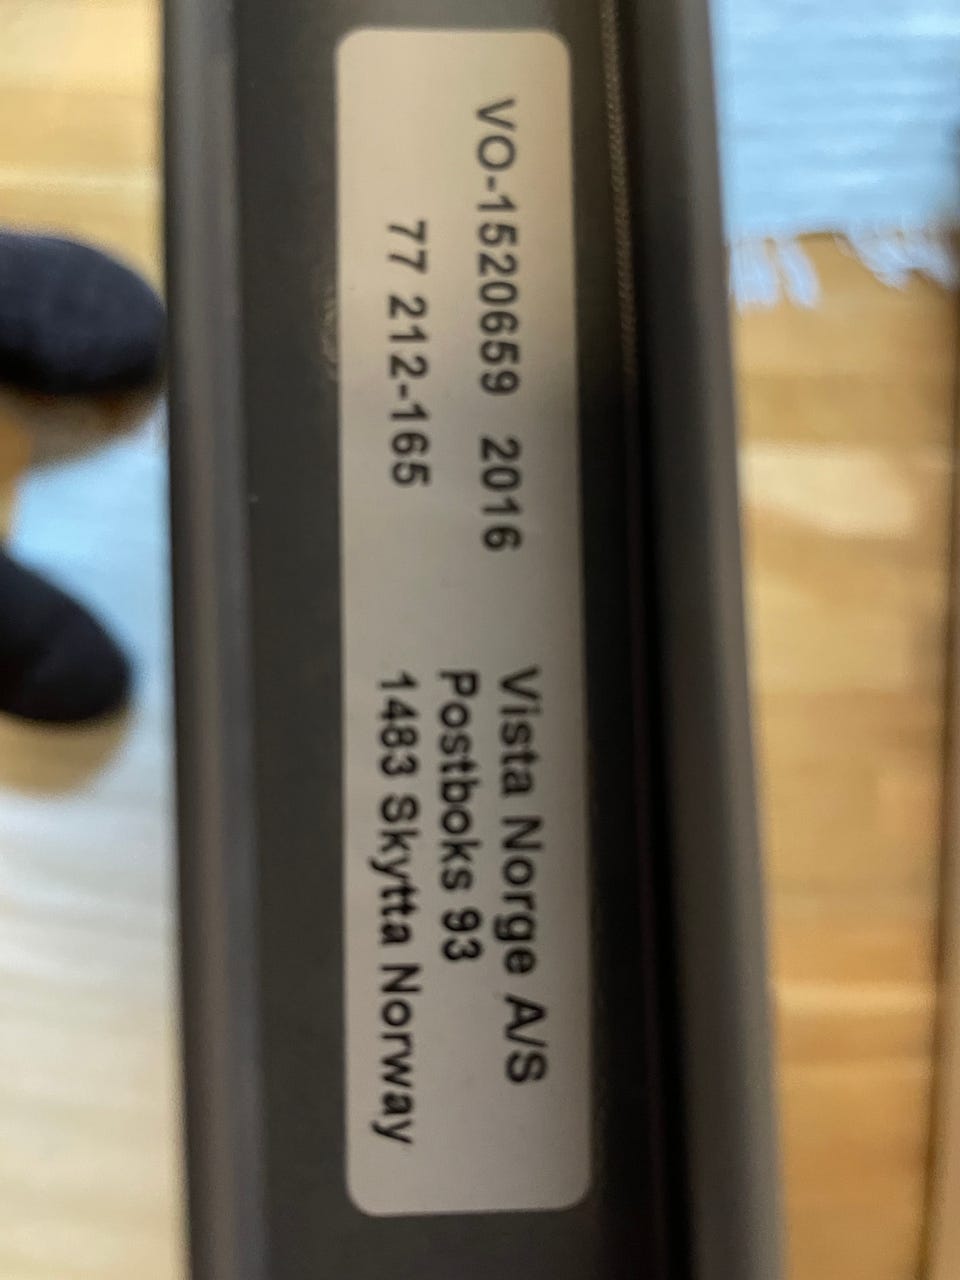 VO-1520659 2016
77 212-165
Vista Norge A/S
Postboks 93
1483 Skytta Norway